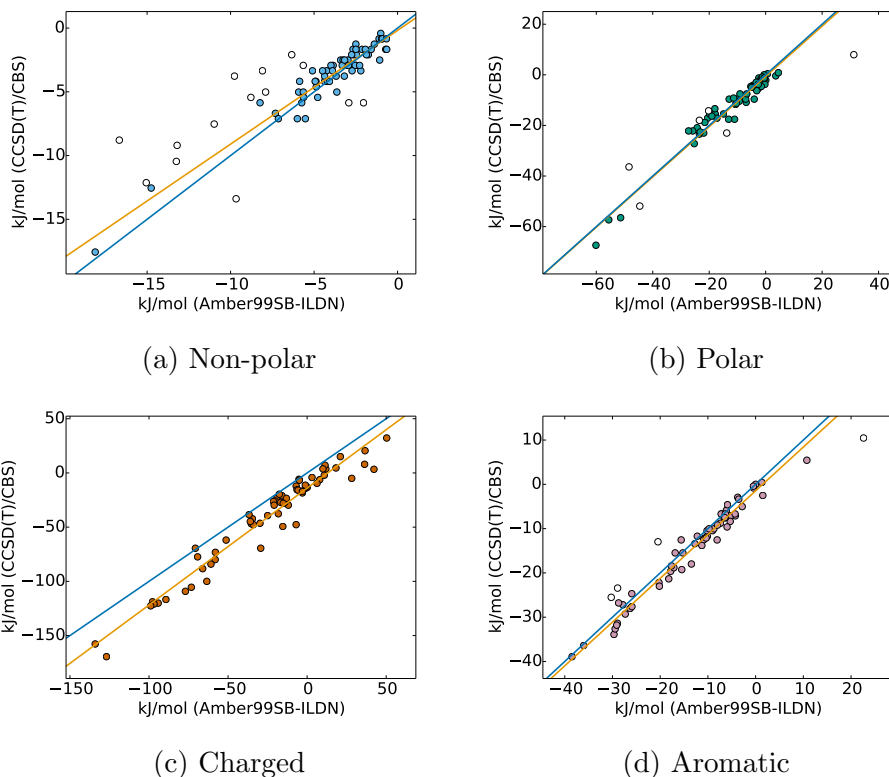 0
−5
−10
−15
kJ/mol (CCSD(T)/CBS)
−15 −10 −5 0
kJ/mol (Amber99SB-ILDN)
(a) Non-polar
20
0
−20
−40
−60
kJ/mol (CCSD(T)/CBS)
−60 −40 −20 0 20 40
kJ/mol (Amber99SB-ILDN)
(b) Polar
50
0
−50
−100
−150
kJ/mol (CCSD(T)/CBS)
−150 −100 −50 0 50
kJ/mol (Amber99SB-ILDN)
(c) Charged
10
0
−10
−20
−30
−40
kJ/mol (CCSD(T)/CBS)
−40 −30 −20 −10 0 10 20
kJ/mol (Amber99SB-ILDN)
(d) Aromatic